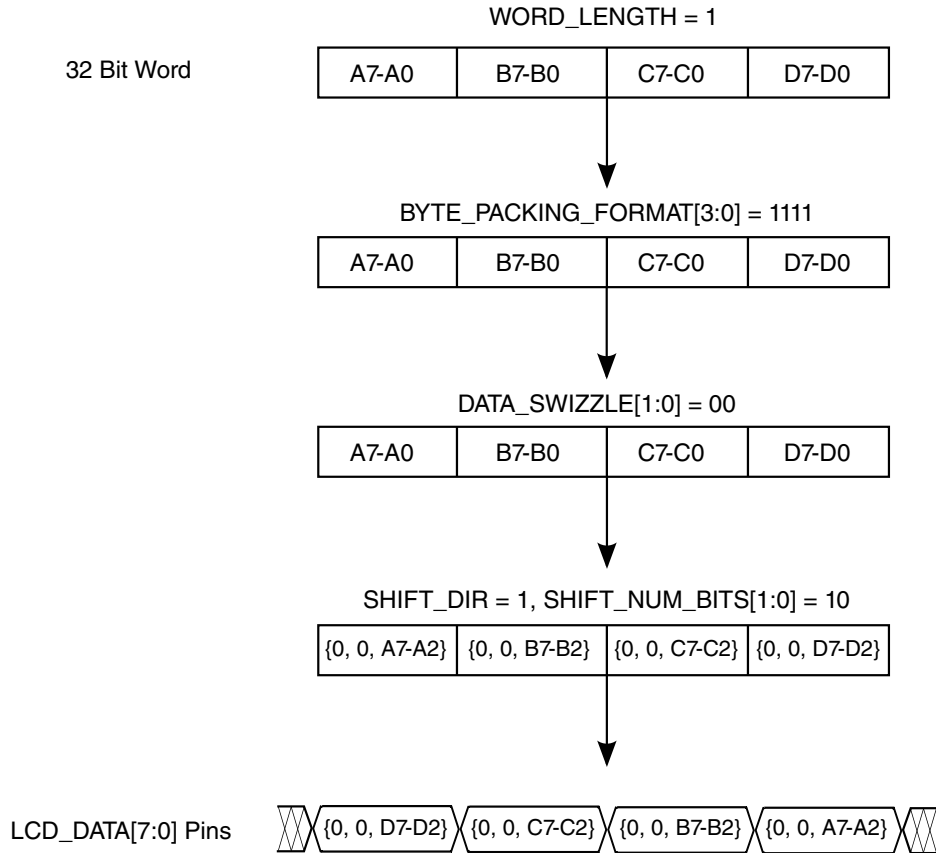 WORD_LENGTH = 1
32 Bit Word
A7-A0 B7-B0 C7-C0 D7-D0
BYTE_PACKING_FORMAT[3:0] = 1111
A7-A0 B7-B0 C7-C0 D7-D0
DATA_SWIZZLE[1:0] = 00
A7-A0 B7-B0 C7-C0 D7-D0
SHIFT_DIR = 1, SHIFT_NUM_BITS[1:0] = 10
{0, 0, A7-A2} {0, 0, B7-B2} {0, 0, C7-C2} {0, 0, D7-D2}
LCD_DATA[7:0] Pins {0, 0, D7-D2} {0, 0, C7-C2} {0, 0, B7-B2} {0, 0, A7-A2}